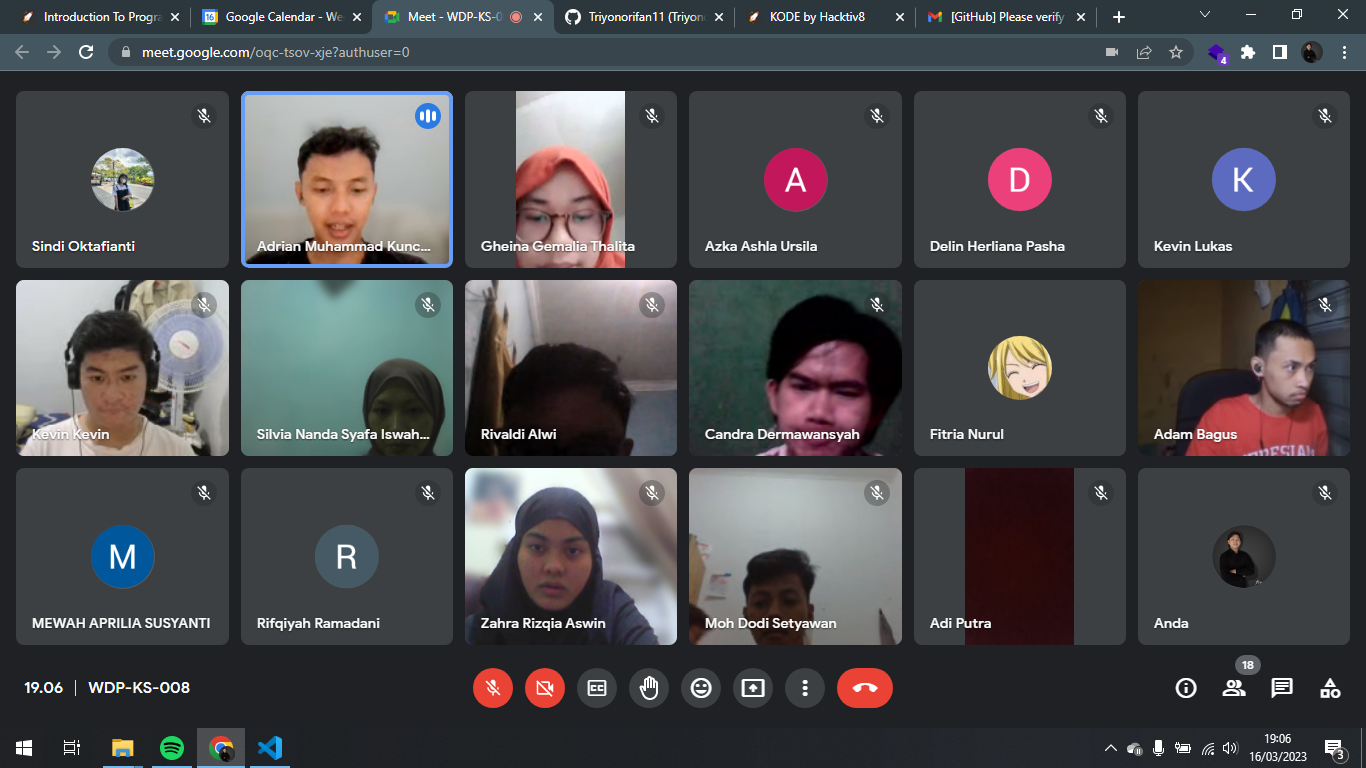 Introduction To Progra
Google Calendar - We
Meet - WDP-KS-0
Triyonorifan11 (Triyon
KODE by Hacktiv8
[GitHub] Please verify
meet.google.com/oqc-tsov-xje?authuser=0
4
Sindi Oktafianti
Adrian Muhammad Kunc...
Gheina Gemalia Thalita
A
Azka Ashla Ursila
D
Delin Herliana Pasha
K
Kevin Lukas
Kevin Kevin
Silvia Nanda Syafa Iswah...
Rivaldi Alwi
Candra Dermawansyah
Fitria Nurul
Adam Bagus
M
MEWAH APRILIA SUSYANTI
R
Rifqiyah Ramadani
Zahra Rizqia Aswin
Moh Dodi Setyawan
Adi Putra
Anda
19.06 | WDP-KS-008
18
19:06
16/03/2023
3